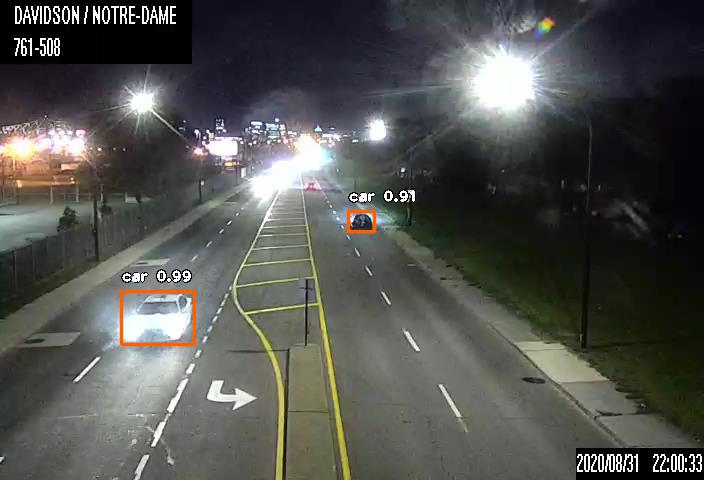 DAVIDSON / NOTRE-DAME
761-508
car 0.91
car 0.99
2020/08/31 22:00:33